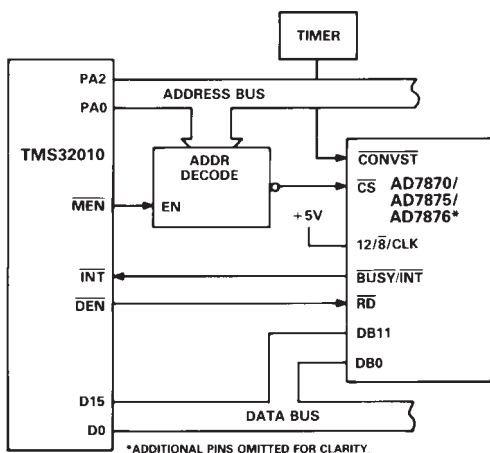 TIMER
PA2
ADDRESS BUS
PA0
TMS32010
ADDR
DECODE
CONVST
CS
AD7870/
AD7875/
AD7876*
MEN
EN
+5V
12/8/CLK
INT
BUSY/INT
DEN
RD
DB11
DB0
D15
DATA BUS
D0
*ADDITIONAL PINS OMITTED FOR CLARITY.